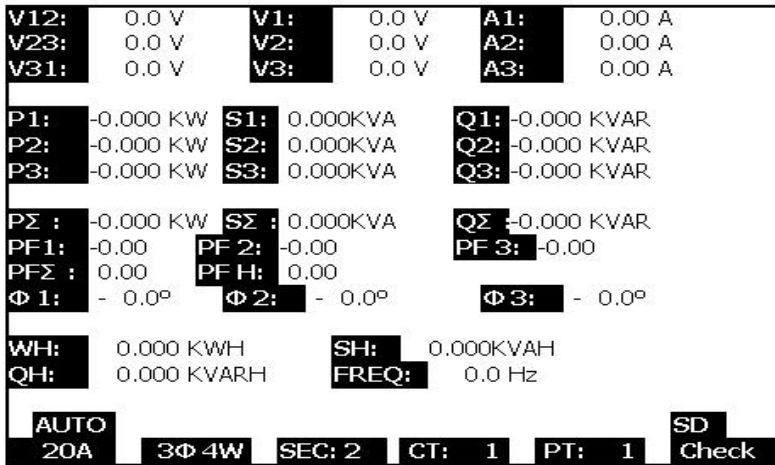 V12: 0.0 V V1: 0.0 V A1: 0.00 A
V23: 0.0 V V2: 0.0 V A2: 0.00 A
V31: 0.0 V V3: 0.0 V A3: 0.00 A
P1: -0.000 KW S1: 0.000KVA Q1: -0.000 KVAR
P2: -0.000 KW S2: 0.000KVA Q2: -0.000 KVAR
P3: -0.000 KW S3: 0.000KVA Q3: -0.000 KVAR
PΣ : -0.000 KW SΣ : 0.000KVA QΣ :-0.000 KVAR
PF1: -0.00 PF 2: -0.00 PF 3: -0.00
PFΣ : 0.00 PF H: 0.00
Φ 1: - 0.0º Φ 2: - 0.0º Φ 3: - 0.0º
WH: 0.000 KWH SH: 0.000KVAH
QH: 0.000 KVARH FREQ: 0.0 Hz
AUTO SD
20A 3Φ 4W SEC: 2 CT: 1 PT: 1 Check